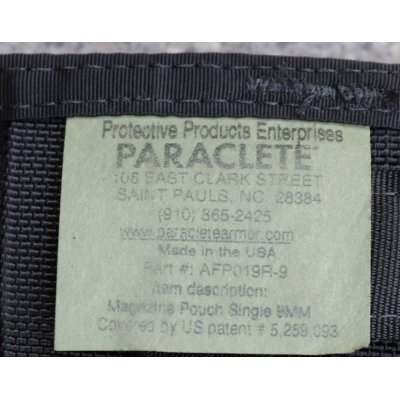 Protective Products Enterprises
PARACLETE
106 EAST CLARK STREET
SAINT PAULS, NC 28384
(910) 865-2425
www.paracletearmor.com
Made in the USA
Part #: AFP019R-9
Item description:
Magazine Pouch Single 9MM
Covered by US patent # 5,259,093